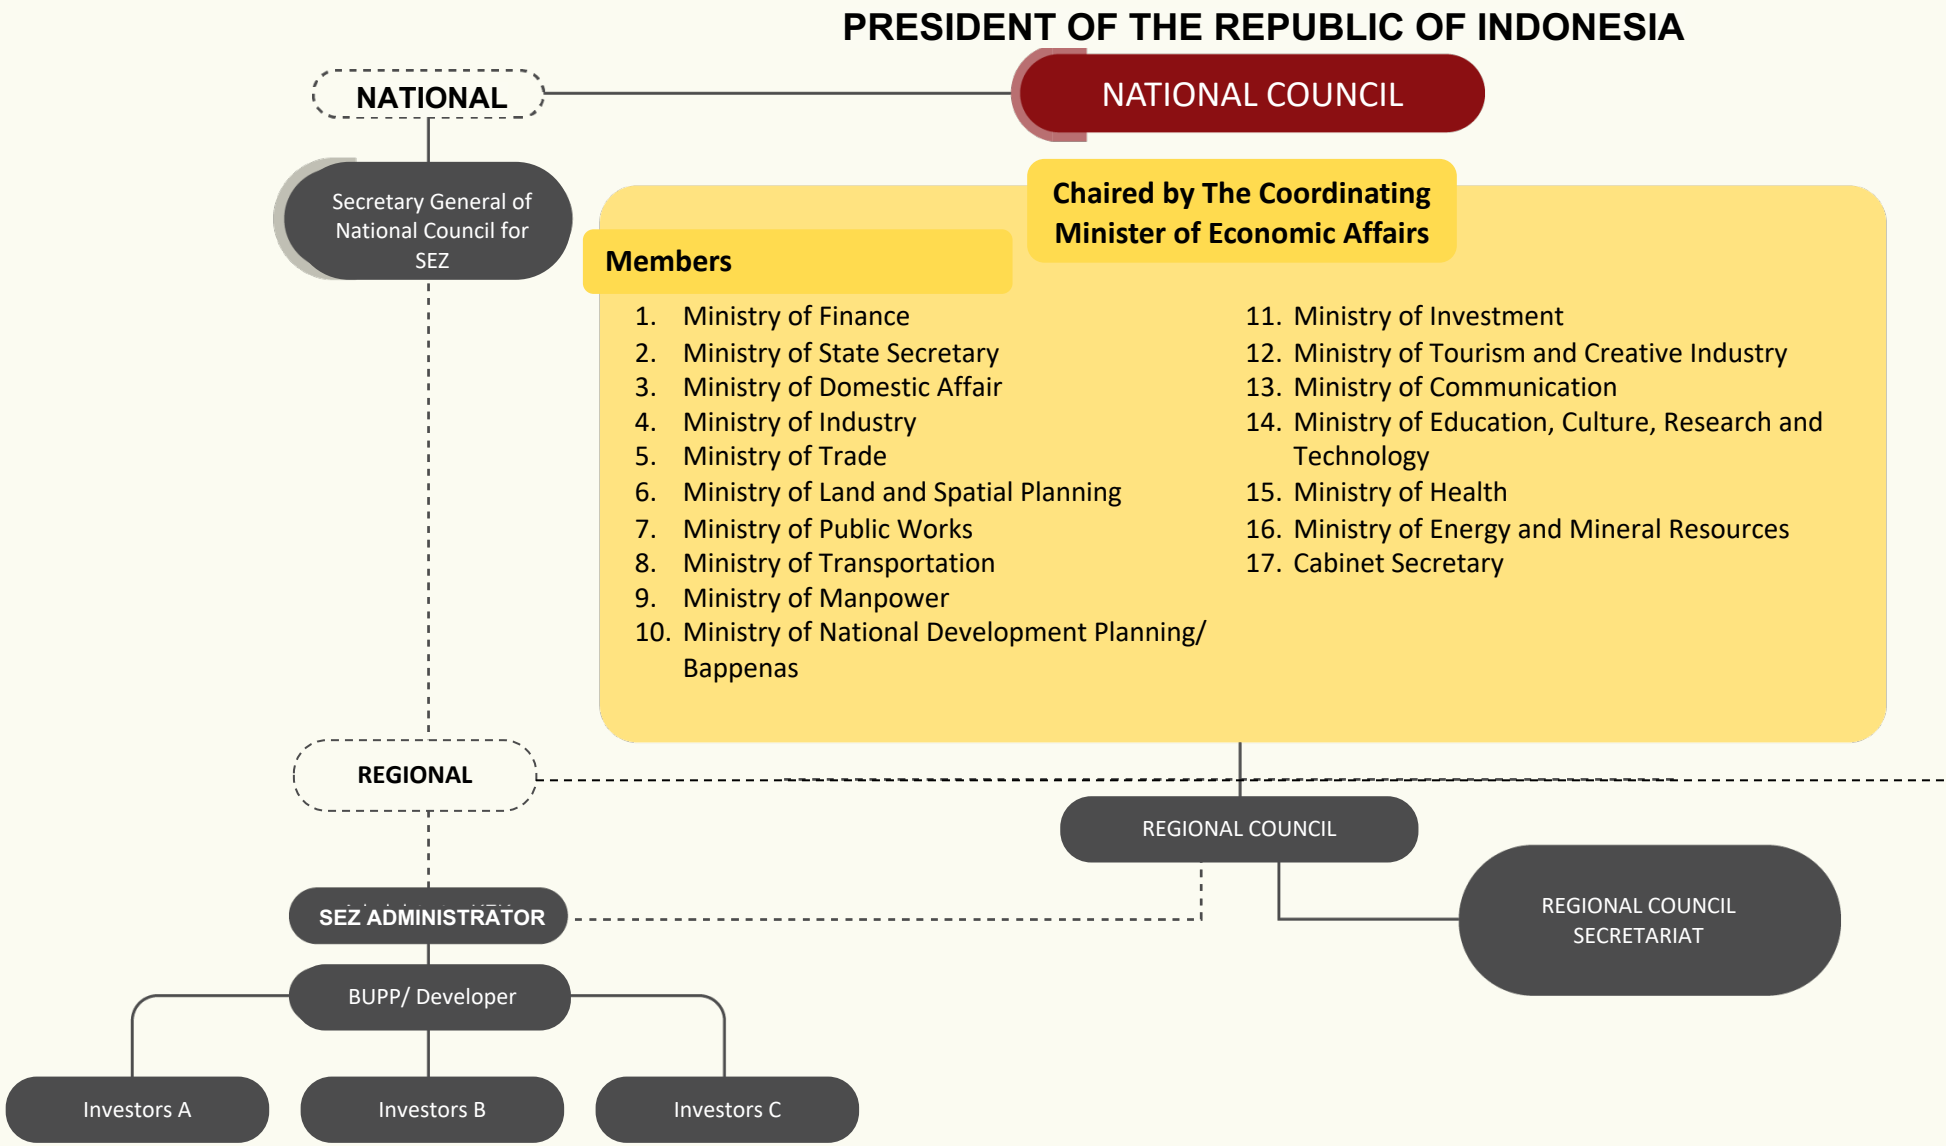 PRESIDENT OF THE REPUBLIC OF INDONESIA
NATIONAL
NATIONAL COUNCIL
Secretary General of
National Council for
SEZ
Chaired by The Coordinating
Minister of Economic Affairs
Members
1. Ministry of Finance
2. Ministry of State Secretary
3. Ministry of Domestic Affair
4. Ministry of Industry
5. Ministry of Trade
6. Ministry of Land and Spatial Planning
7. Ministry of Public Works
8. Ministry of Transportation
9. Ministry of Manpower
10. Ministry of National Development Planning/
Bappenas
11. Ministry of Investment
12. Ministry of Tourism and Creative Industry
13. Ministry of Communication
14. Ministry of Education, Culture, Research and
Technology
15. Ministry of Health
16. Ministry of Energy and Mineral Resources
17. Cabinet Secretary
REGIONAL
REGIONAL COUNCIL
REGIONAL COUNCIL
SECRETARIAT
SEZ ADMINISTRATOR
BUPP/ Developer
Investors A
Investors B
Investors C